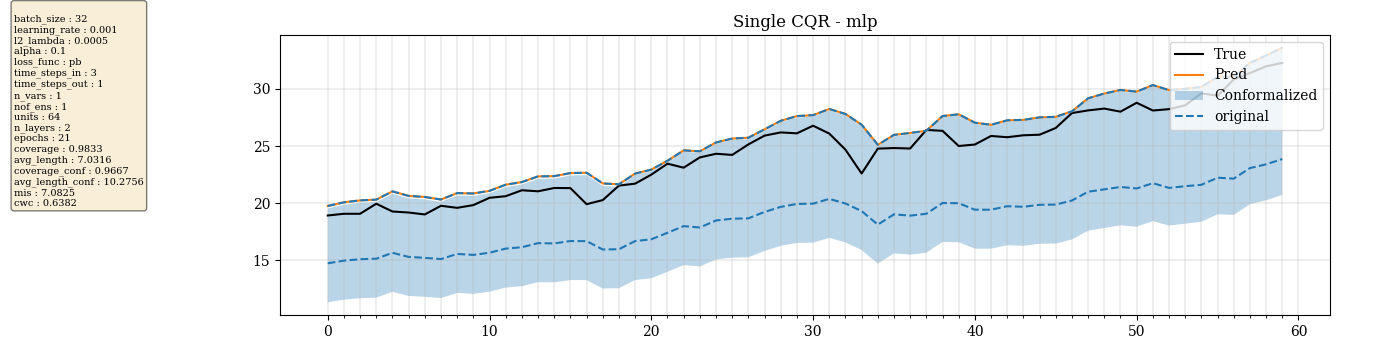 batch_size : 32
learning_rate : 0.001
l2_lambda : 0.0005
alpha : 0.1
loss_func : pb
time_steps_in : 3
time_steps_out : 1
n_vars : 1
nof_ens : 1
units : 64
n_layers : 2
epochs : 21
coverage : 0.9833
avg_length : 7.0316
coverage_conf : 0.9667
avg_length_conf : 10.2756
mis : 7.0825
cwc : 0.6382
Single CQR - mlp
True
Pred
Conformalized
original
30
25
20
15
0 10 20 30 40 50 60